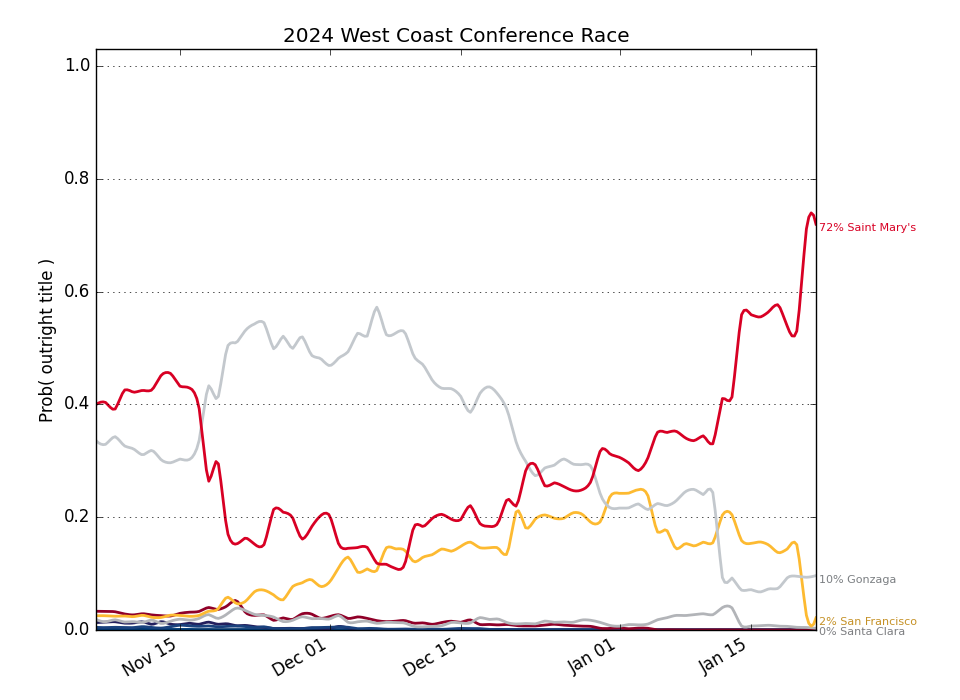 2024 West Coast Conference Race
1.0
0.8
0.6
0.4
0.2
0.0
Prob( outright title )
72% Saint Mary's
10% Gonzaga
2% San Francisco
0% Santa Clara
Nov 15
Dec 01
Dec 15
Jan 01
Jan 15